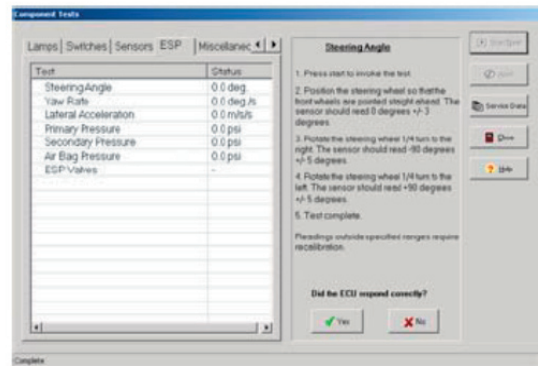 Component Tests
Lamps Switches Sensors ESP Miscellanec
Test Status
Steering Angle 0.0 deg.
Yaw Rate 0.0 deg./s
Lateral Acceleration 0.0 m/s/s
Primary Pressure 0.0 psi
Secondary Pressure 0.0 psi
Air Bag Pressure 0.0 psi
ESP Valves -
Steering Angle
1. Press start to invoke the test.
2. Position the steering wheel so that the
front wheels are pointed straight ahead. The
sensor should read 0 degrees +/- 3
degrees.
3. Rotate the steering wheel 1/4 turn to the
right. The sensor should read -90 degrees
+/- 5 degrees.
4. Rotate the steering wheel 1/4 turn to the
left. The sensor should read +90 degrees
+/- 5 degrees.
5. Test complete.
Readings outside specified ranges require
recalibration.
Did the ECU respond correctly?
Yes No
Service Data
Close
Help
Complete